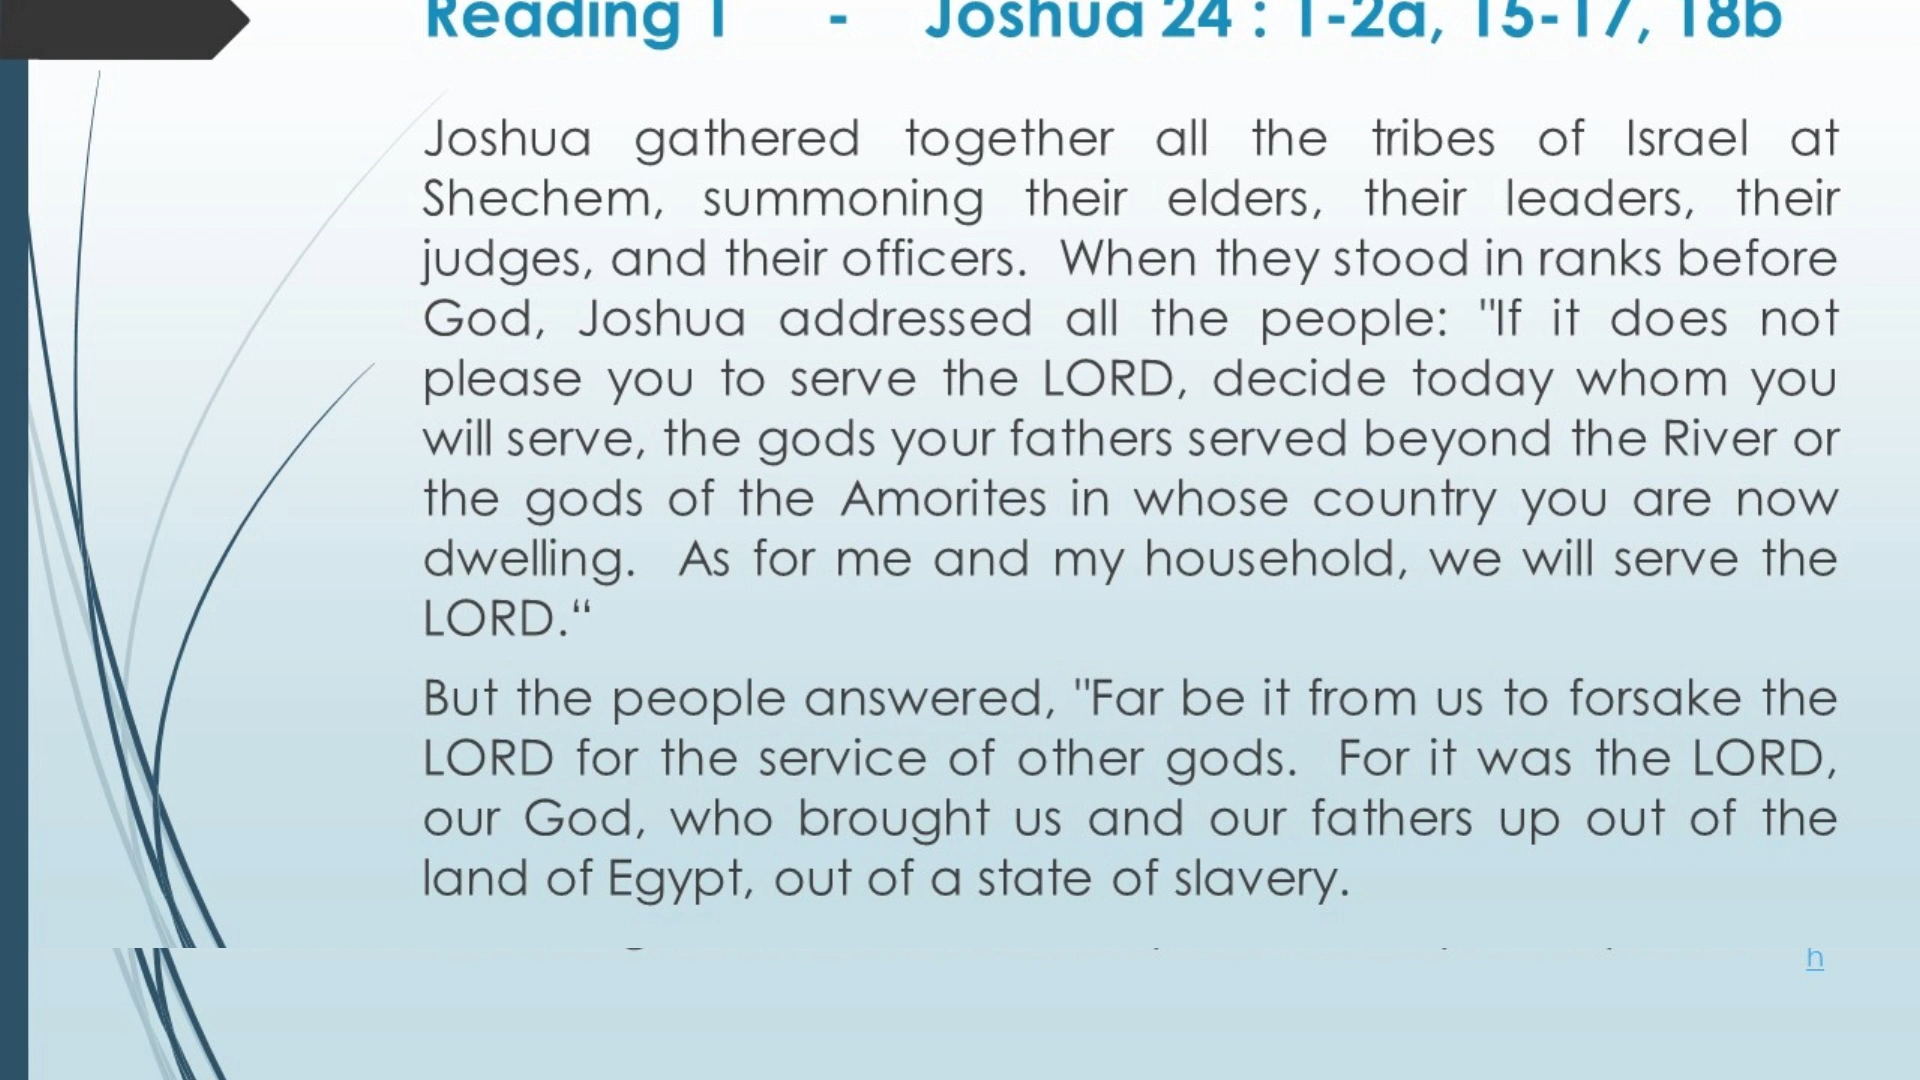 Reading 1 - Joshua 24 : 1-2a, 15-17, 18b
Joshua gathered together all the tribes of Israel at
Shechem, summoning their elders, their leaders, their
judges, and their officers. When they stood in ranks before
God, Joshua addressed all the people: "If it does not
please you to serve the LORD, decide today whom you
will serve, the gods your fathers served beyond the River or
the gods of the Amorites in whose country you are now
dwelling. As for me and my household, we will serve the
LORD.“
But the people answered, "Far be it from us to forsake the
LORD for the service of other gods. For it was the LORD,
our God, who brought us and our fathers up out of the
land of Egypt, out of a state of slavery.
h